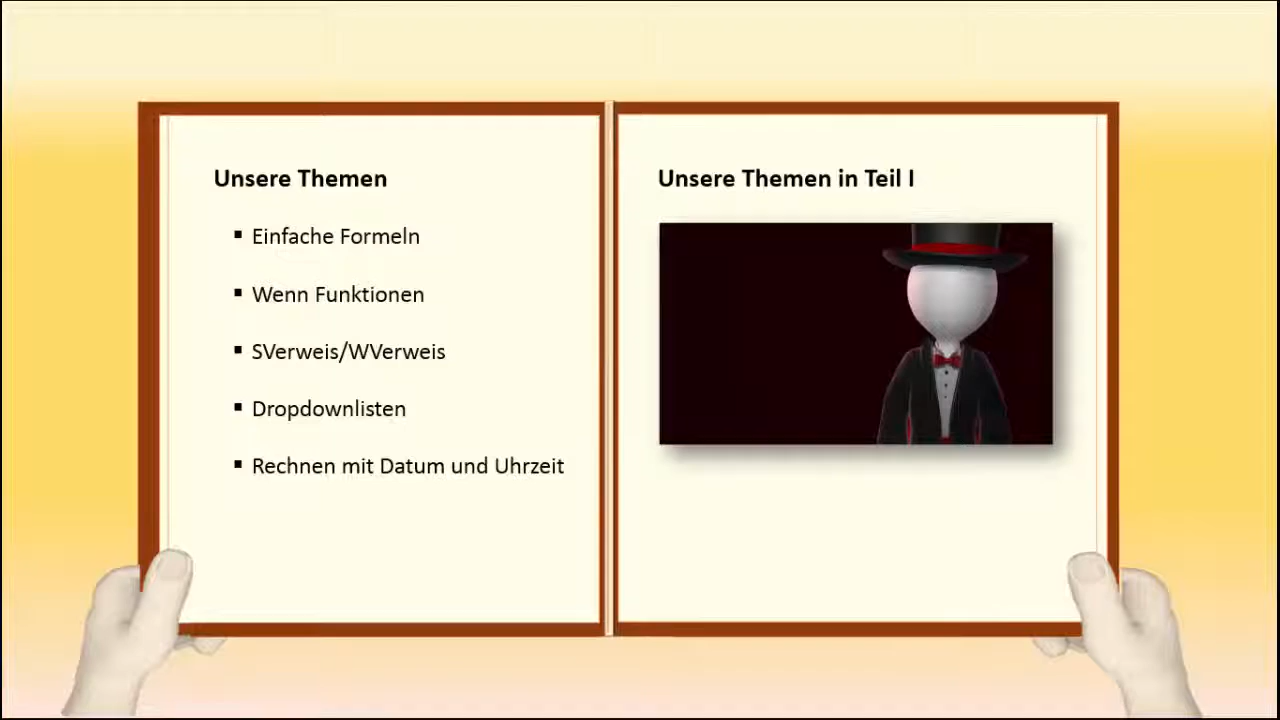 Unsere Themen
▪ Einfache Formeln
▪ Wenn Funktionen
▪ SVerweis/WVerweis
▪ Dropdownlisten
▪ Rechnen mit Datum und Uhrzeit
Unsere Themen in Teil I